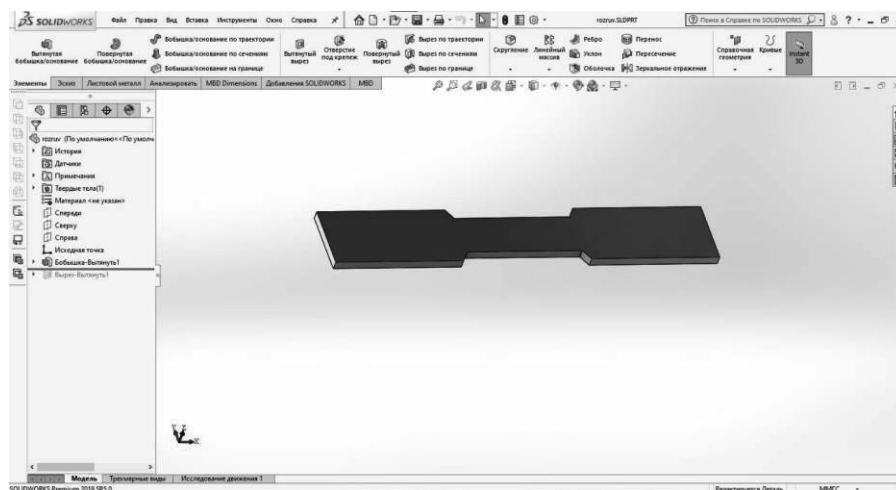 SOLIDWORKS Файл Правка Вид Вставка Инструменты Окно Справка rozruv.SLDPRT Поиск в Справке по SOLIDWORKS
Вытянутая бобышка/основание
Повернутая бобышка/основание
Бобышка/основание по траектории
Бобышка/основание по сечениям
Бобышка/основание на границе
Вытянутый вырез
Отверстие под крепеж
Повернутый вырез
Вырез по траектории
Вырез по сечениям
Вырез по границе
Скругление
Линейный массив
Ребро
Уклон
Оболочка
Перенос
Пересечение
Зеркальное отражение
Справочная геометрия
Кривые
Instant 3D
Элементы Эскиз Листовой металл Анализировать MBD Dimensions Добавления SOLIDWORKS MBD
rozruv (По умолчанию<<По умолч
История
Датчики
Примечания
Твердые тела(1)
Материал <не указан>
Спереди
Сверху
Справа
Исходная точка
Бобышка-Вытянуть1
Вырез-Вытянуть1
Модель Трехмерные виды Исследование движения 1
SOLIDWORKS Premium 2019 SP5.0 Редактируется Деталь ММГС